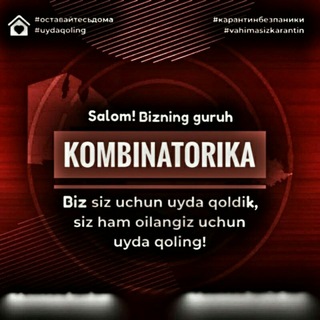 #оставайтесьдома
#uydaqoling
#карантинбезпаники
#vahimasizkarantin
Salom! Bizning guruh
KOMBINATORIKA
Biz siz uchun uyda qoldik,
siz ham oilangiz uchun
uyda qoling!